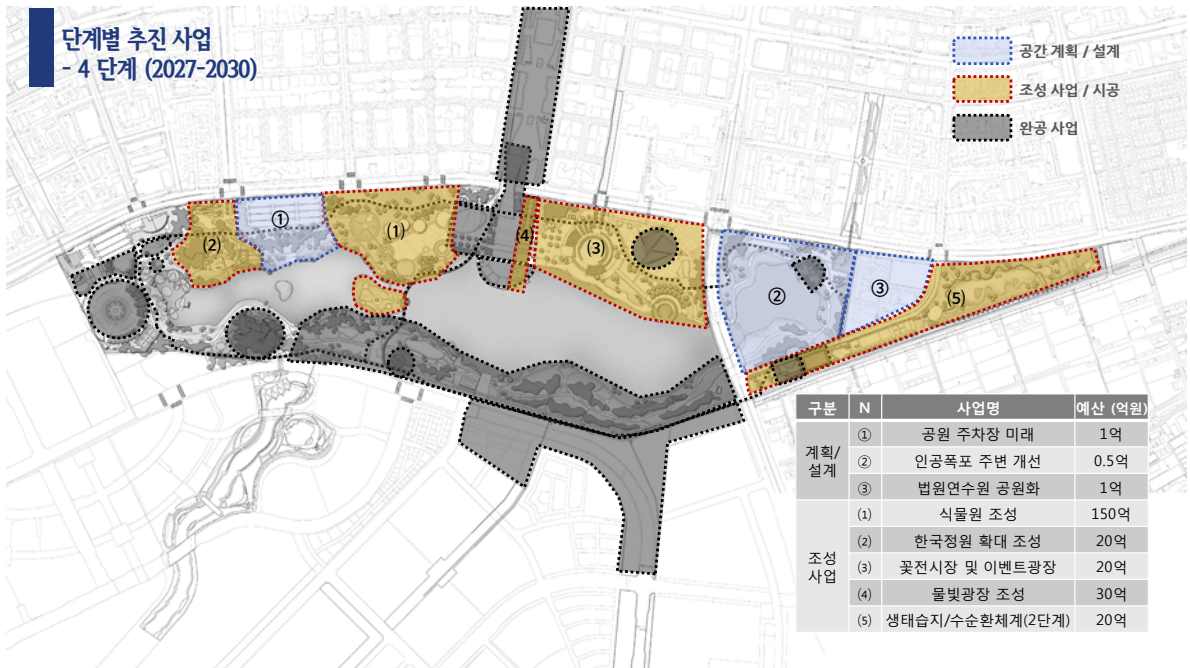 단계별 추진 사업
- 4 단계 (2027-2030)
공간 계획 / 설계
조성 사업 / 시공
완공 사업
①
(2)
(1)
(4)
(3)
②
③
(5)
구분 N 사업명 예산 (억원)
계획/
설계
① 공원 주차장 미래 1억
② 인공폭포 주변 개선 0.5억
③ 법원연수원 공원화 1억
조성
사업
(1) 식물원 조성 150억
(2) 한국정원 확대 조성 20억
(3) 꽃전시장 및 이벤트광장 20억
(4) 물빛광장 조성 30억
(5) 생태습지/수순환체계(2단계) 20억